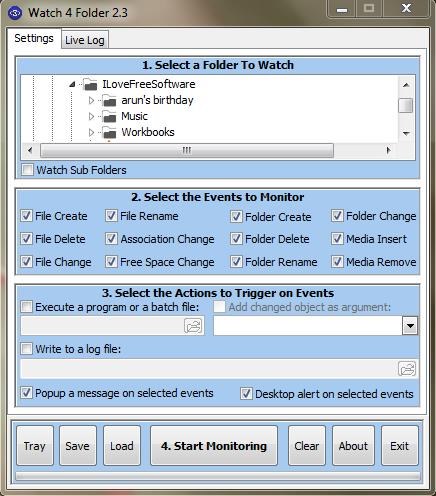 Watch 4 Folder 2.3
Settings
Live Log
1. Select a Folder To Watch
ILoveFreeSoftware
arun's birthday
Music
Workbooks
Watch Sub Folders
2. Select the Events to Monitor
File Create File Rename Folder Create Folder Change
File Delete Association Change Folder Delete Media Insert
File Change Free Space Change Folder Rename Media Remove
3. Select the Actions to Trigger on Events
Execute a program or a batch file: Add changed object as argument:
Write to a log file:
Popup a message on selected events Desktop alert on selected events
Tray Save Load 4. Start Monitoring Clear About Exit